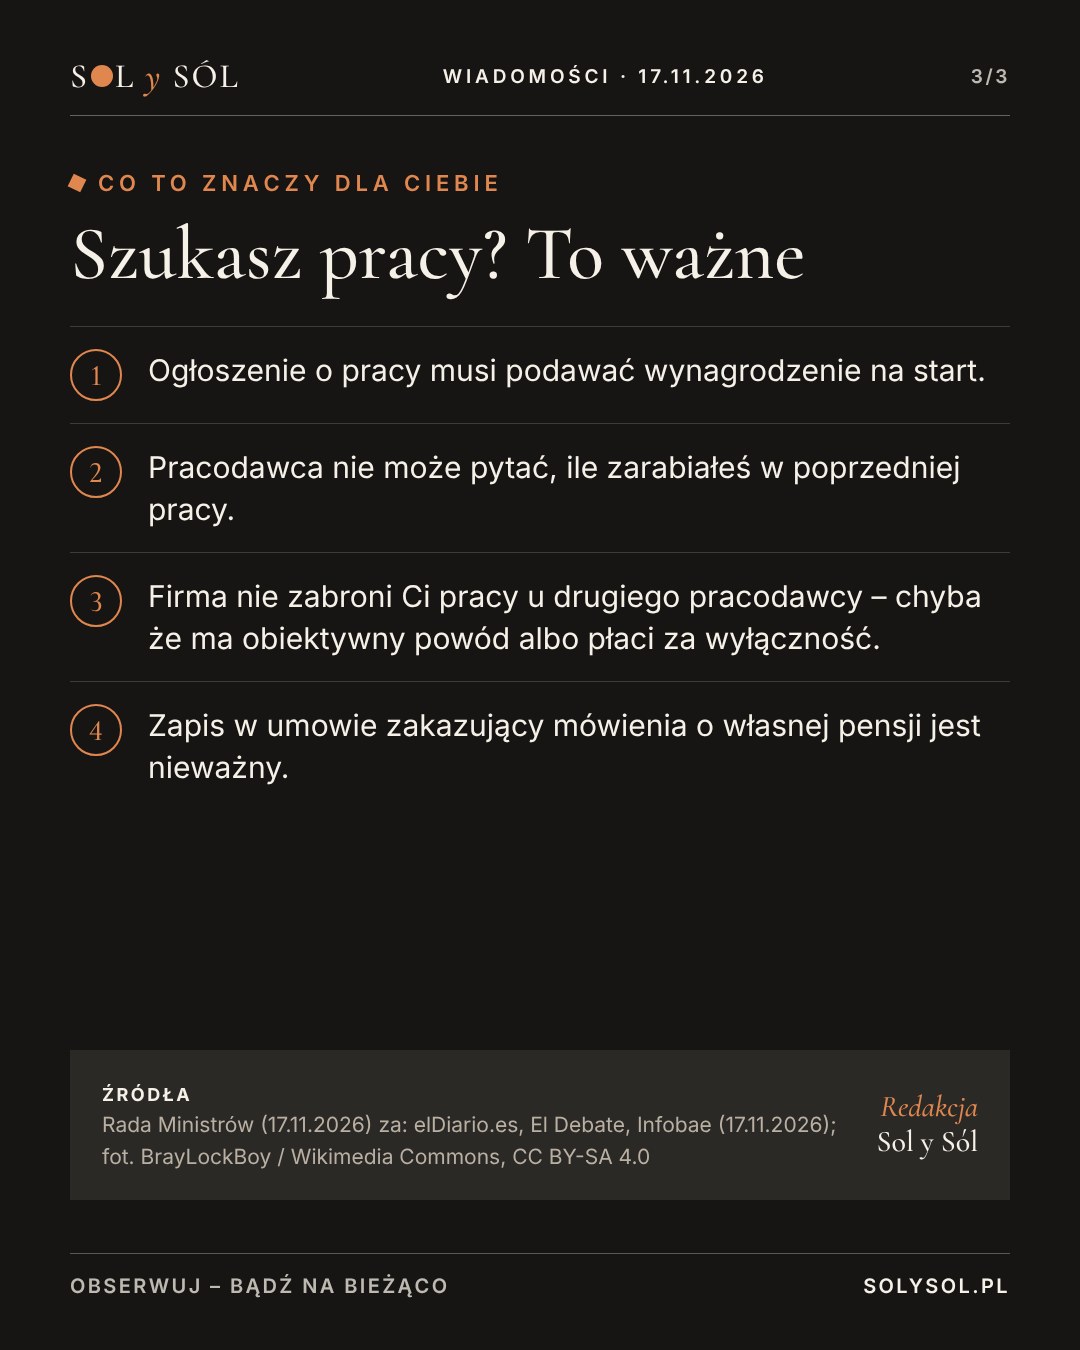 SOL y SÓL
WIADOMOŚCI · 17.11.2026
3/3
CO TO ZNACZY DLA CIEBIE
Szukasz pracy? To ważne
1 Ogłoszenie o pracy musi podawać wynagrodzenie na start.
2 Pracodawca nie może pytać, ile zarabiałeś w poprzedniej
pracy.
3 Firma nie zabroni Ci pracy u drugiego pracodawcy – chyba
że ma obiektywny powód albo płaci za wyłączność.
4 Zapis w umowie zakazujący mówienia o własnej pensji jest
nieważny.
ŹRÓDŁA
Rada Ministrów (17.11.2026) za: elDiario.es, El Debate, Infobae (17.11.2026);
fot. BrayLockBoy / Wikimedia Commons, CC BY-SA 4.0
Redakcja
Sol y Sól
OBSERWUJ – BĄDŹ NA BIEŻĄCO
SOLYSOL.PL